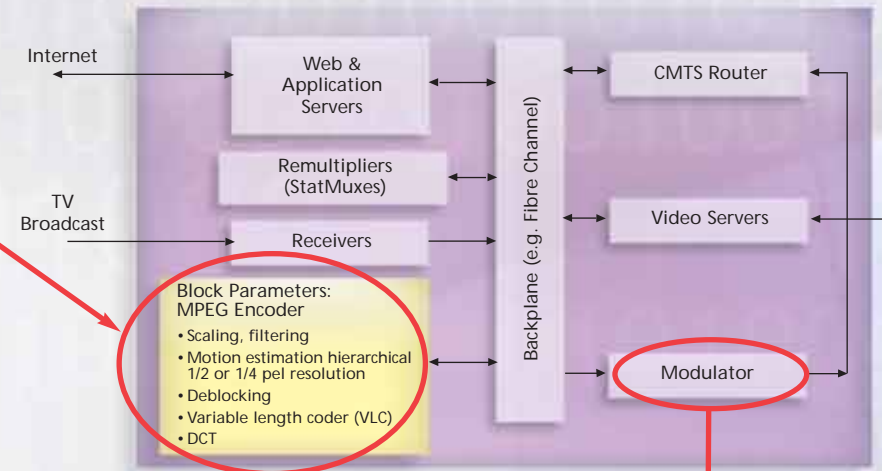 Internet
Web &
Application
Servers
Remultipliers
(StatMuxes)
TV
Broadcast
Receivers
Block Parameters:
MPEG Encoder
• Scaling, filtering
• Motion estimation hierarchical
1/2 or 1/4 pel resolution
• Deblocking
• Variable length coder (VLC)
• DCT
Backplane (e.g. Fibre Channel)
CMTS Router
Video Servers
Modulator